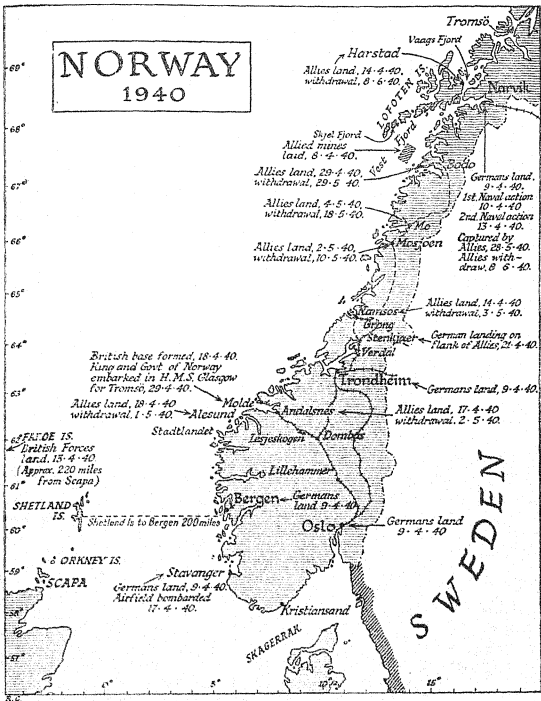 NORWAY
1940
Tromsö
Vaags Fjord
Harstad
Allies land, 14·4·40,
withdrawal, 8·6·40.
LOFOTEN IS.
Narvik
69°
68°
67°
66°
65°
64°
63°
62°
61°
60°
59°
58°
57°
Skjel Fjord
Allied mines
laid, 8·4·40.
Vest Fjord
Bodo
Allies land, 29·4·40,
withdrawal, 29·5·40.
Germans land,
9·4·40.
1st. Naval action
10·4·40
2nd. Naval action
13·4·40.
Captured by
Allies, 28·5·40.
Allies with-
draw, 8·6·40.
Allies land, 4·5·40,
withdrawal, 18·5·40.
Mo
Mosjoen
Allies land, 2·5·40,
withdrawal, 10·5·40.
Namsos
Allies land, 14·4·40
withdrawal, 3·5·40.
Grong
Stenkjaer
German landing on
flank of Allies, 21·4·40.
Verdal
British base formed, 18·4·40.
King and Govt of Norway
embarked in H.M.S. Glasgow
for Tromsö, 29·4·40.
Trondheim
Germans land, 9·4·40.
Molde
Allies land, 18·4·40
withdrawal, 1·5·40
Alesund
Andalsnes
Allies land, 17·4·40
withdrawal, 2·5·40.
Stadtlandet
Lesjeskogen
Dombås
FAEROE IS.
British Forces
land, 13·4·40
(Approx. 220 miles
from Scapa)
Lillehammer
SHETLAND
IS.
Bergen
Germans
land 9·4·40.
Shetland Is to Bergen 200 miles
Oslo
Germans land
9·4·40
ORKNEY IS.
SCAPA
Stavanger
Germans land, 9·4·40.
Airfield bombarded
17·4·40.
Kristiansand
SWEDEN
SKAGERRAK
0°
5°
10°
15°